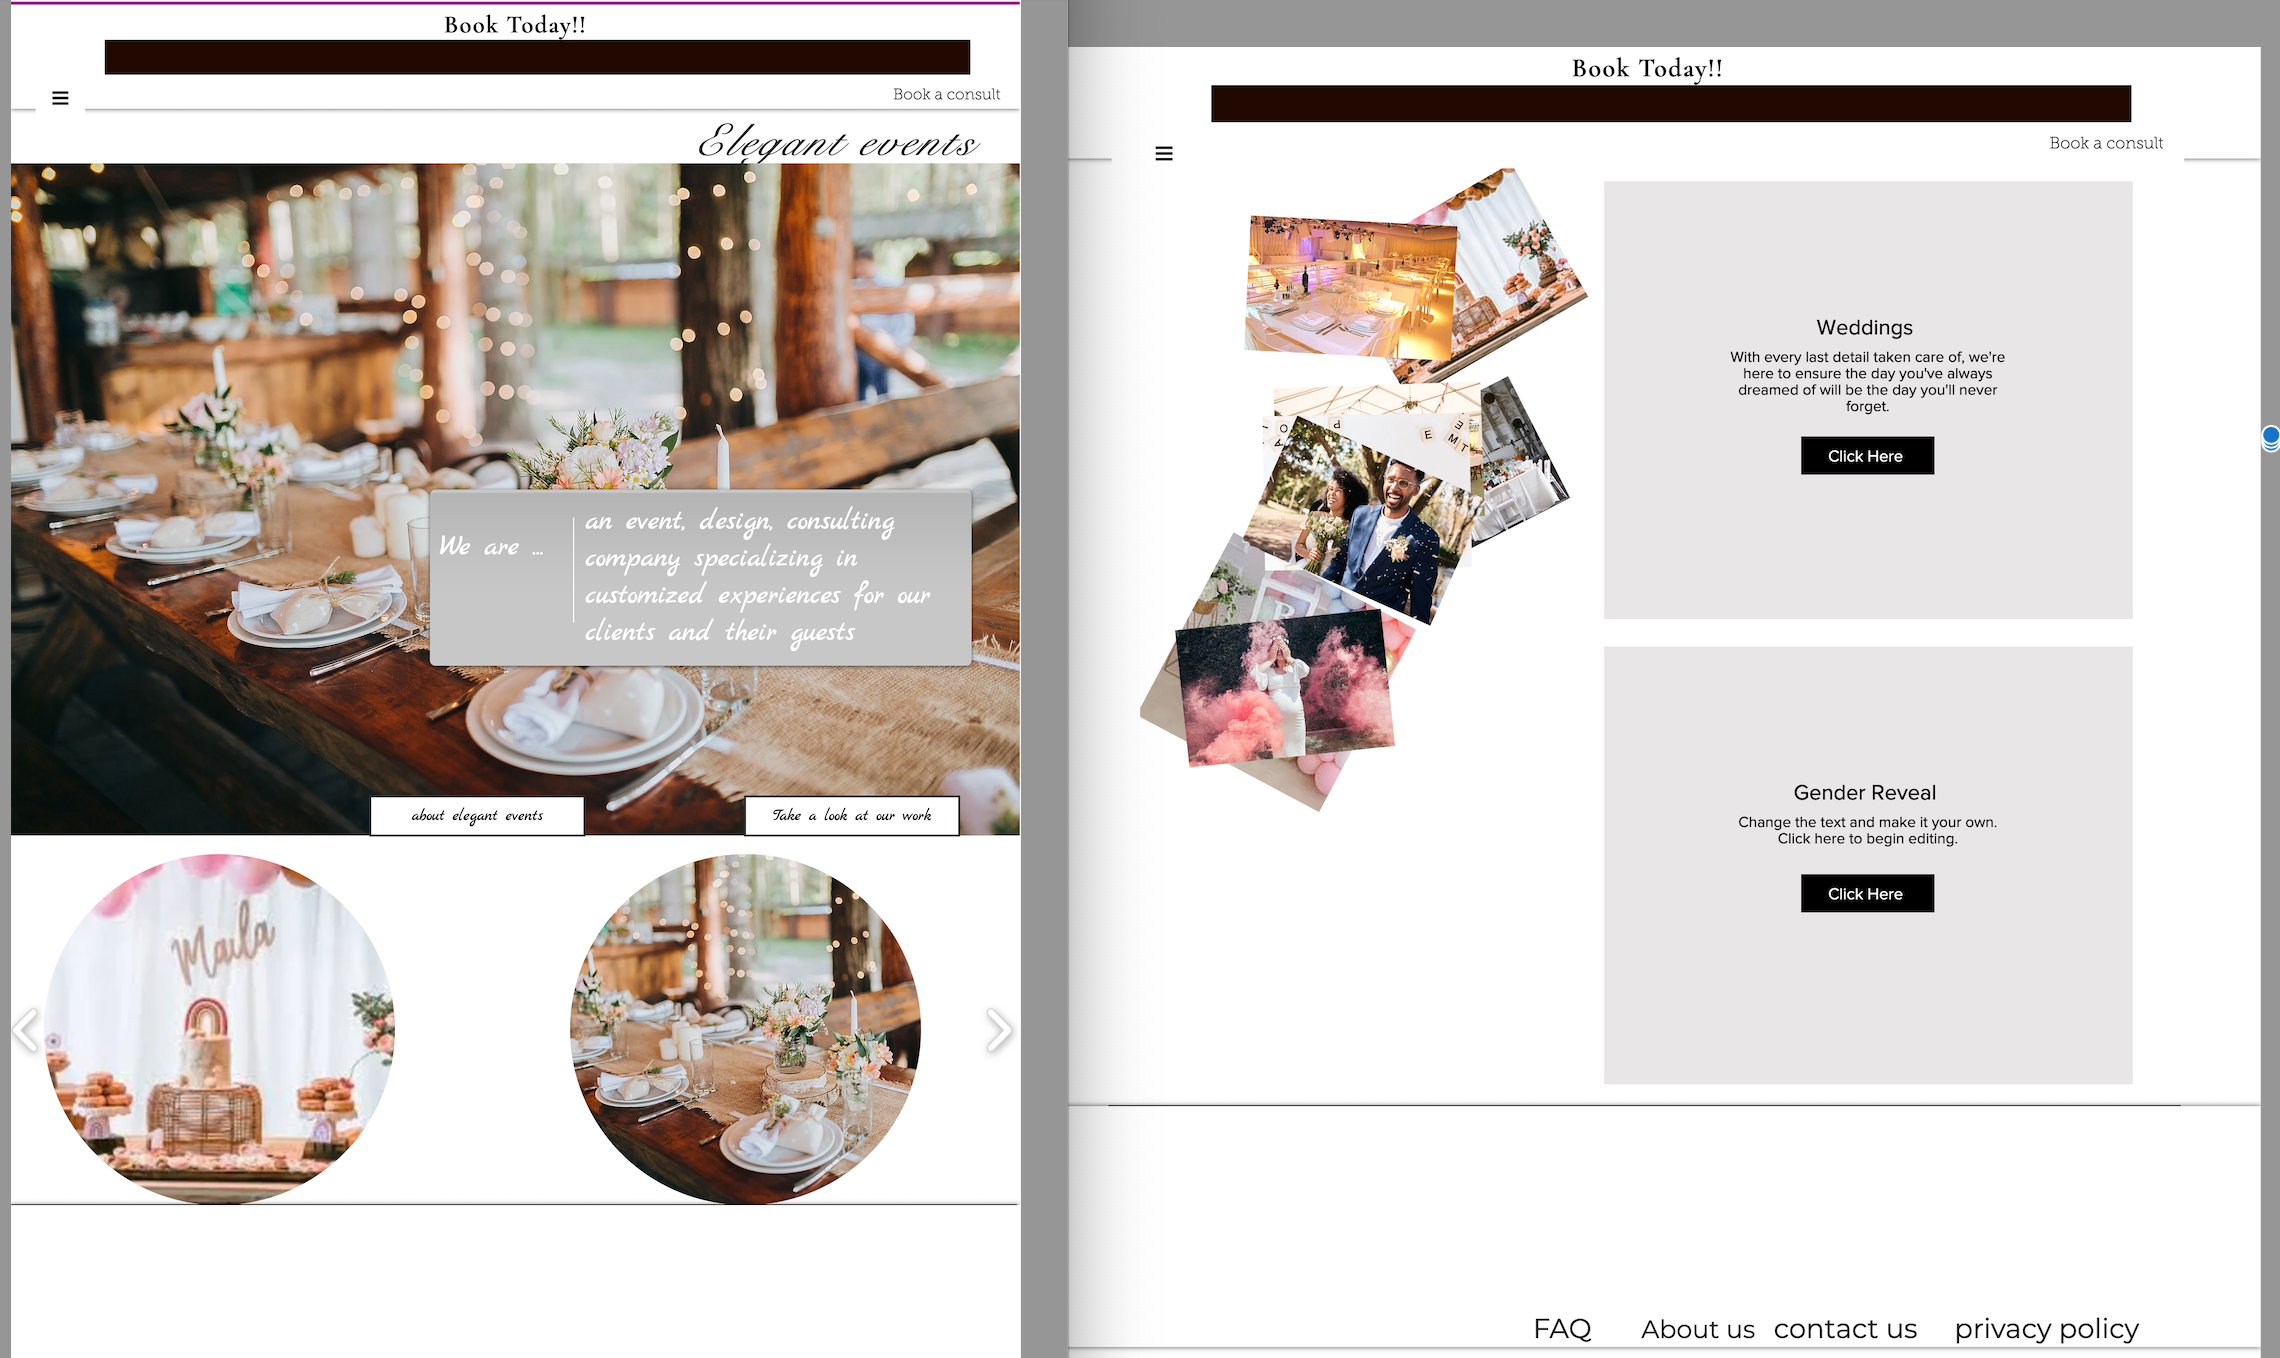 Book Today!!
Book a consult
Elegant events
We are ...
an event, design, consulting
company specializing in
customized experiences for our
clients and their guests
about elegant events
Take a look at our work
Maila
Book Today!!
Book a consult
Weddings
With every last detail taken care of, we're
here to ensure the day you've always
dreamed of will be the day you'll never
forget.
Click Here
Gender Reveal
Change the text and make it your own.
Click here to begin editing.
Click Here
FAQ
About us
contact us
privacy policy